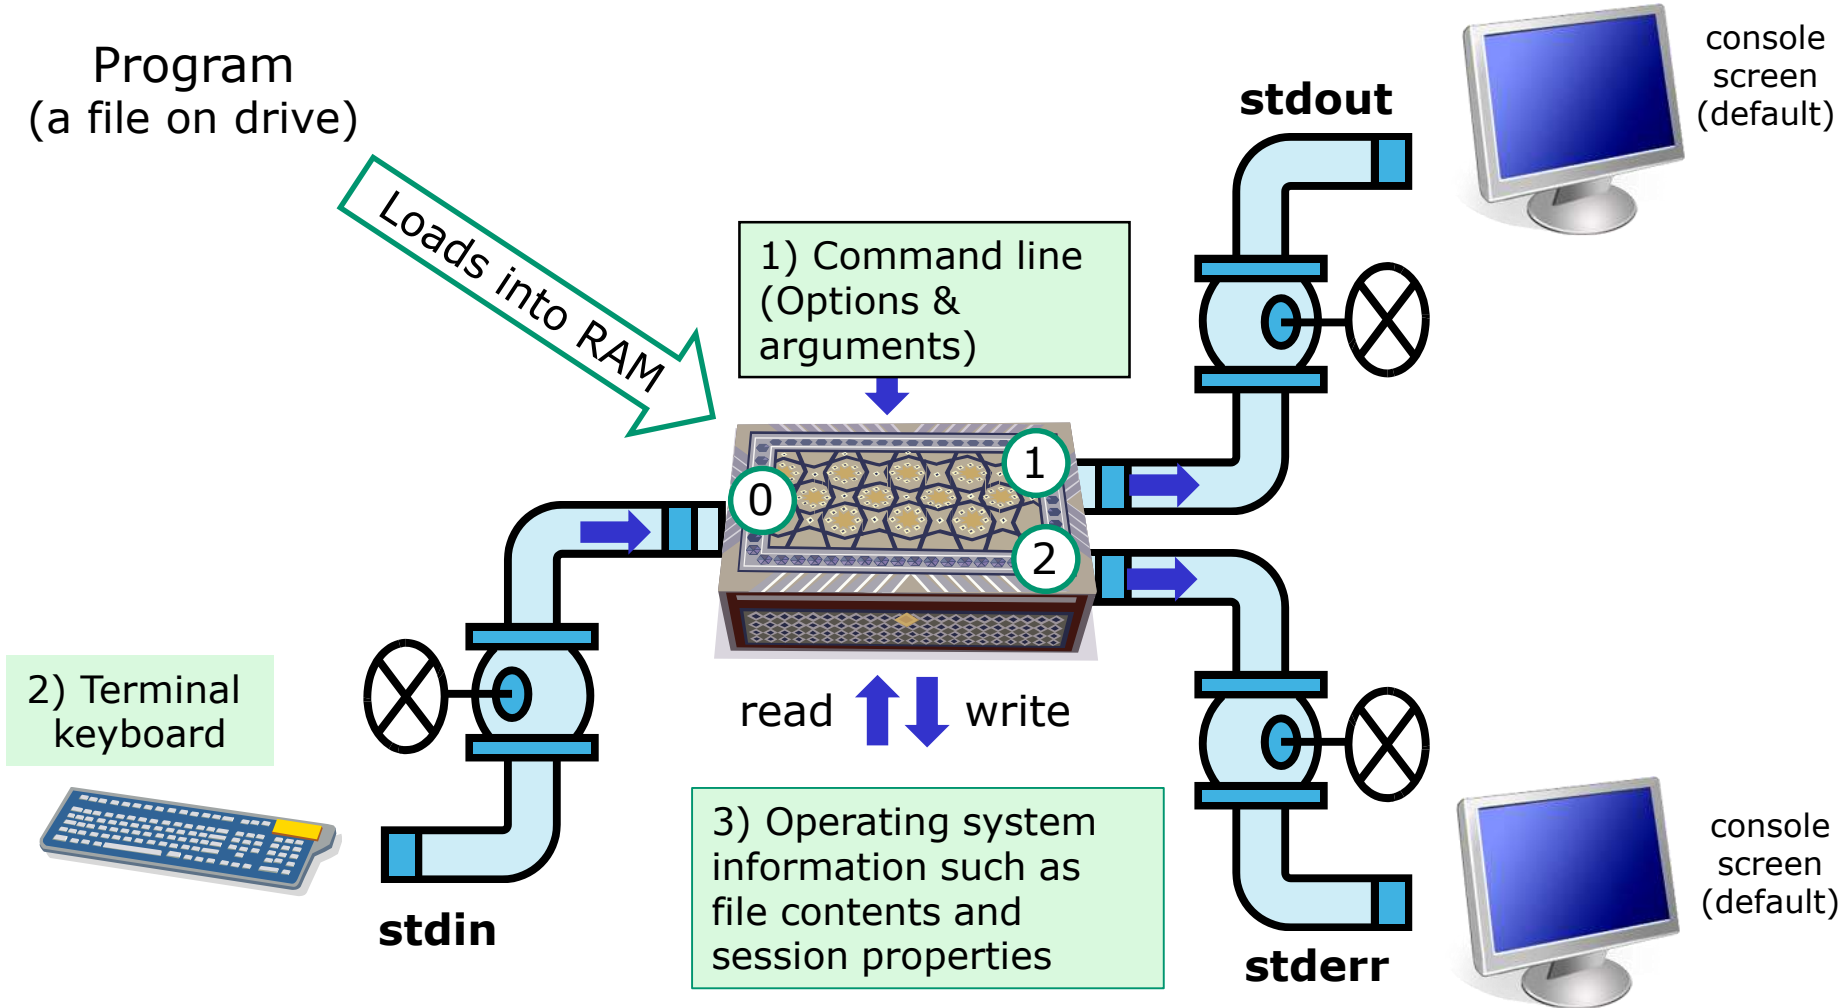 Program
(a file on drive)
Loads into RAM
1) Command line
(Options &
arguments)
stdout
console
screen
(default)
0
1
2
2) Terminal
keyboard
stdin
read
write
3) Operating system
information such as
file contents and
session properties
stderr
console
screen
(default)